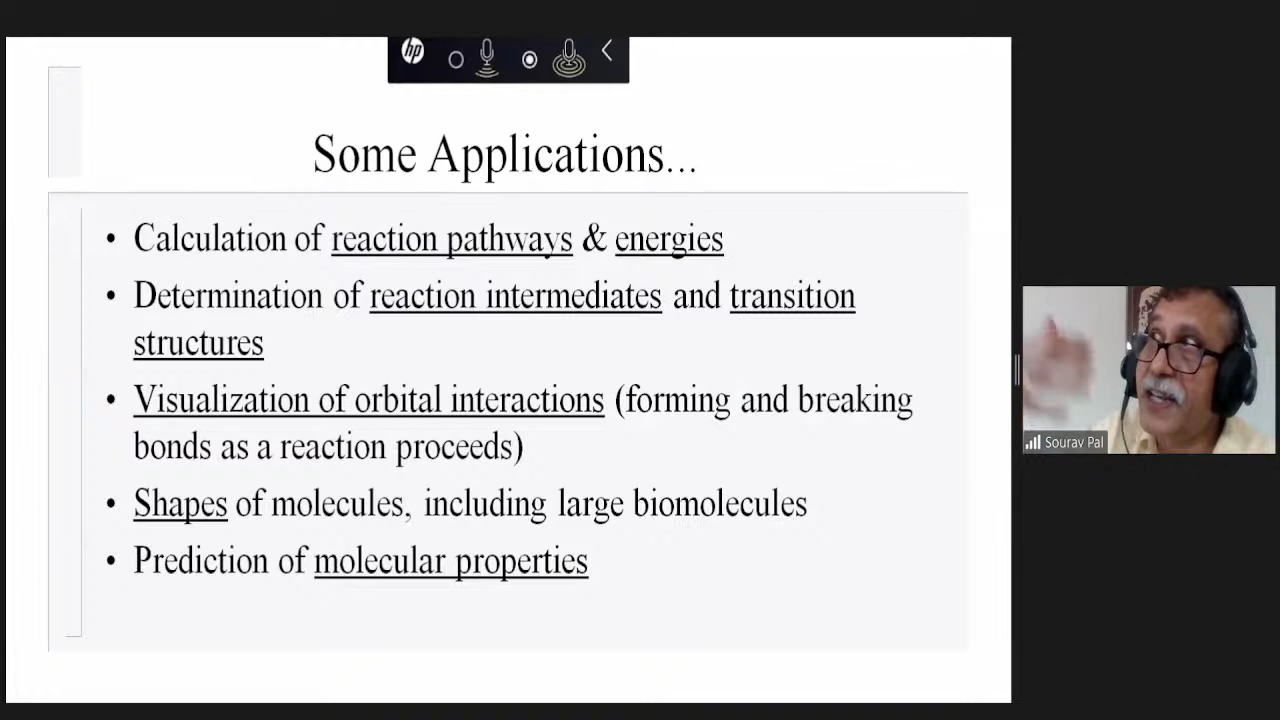 hp
Some Applications...
• Calculation of reaction pathways & energies
• Determination of reaction intermediates and transition
structures
• Visualization of orbital interactions (forming and breaking
bonds as a reaction proceeds)
• Shapes of molecules, including large biomolecules
• Prediction of molecular properties
Sourav Pal